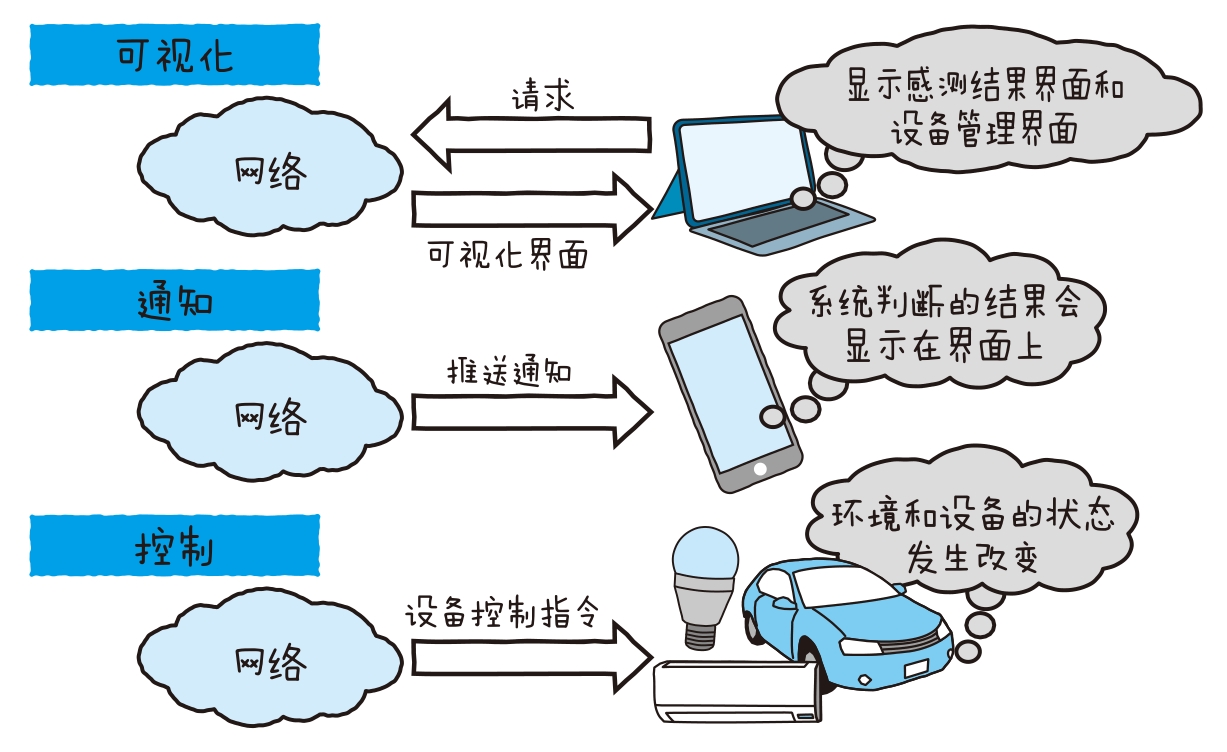 可视化
请求
显示感测结果界面和
设备管理界面
网络
可视化界面
通知
系统判断的结果会
显示在界面上
推送通知
网络
控制
环境和设备的状态
发生改变
设备控制指令
网络